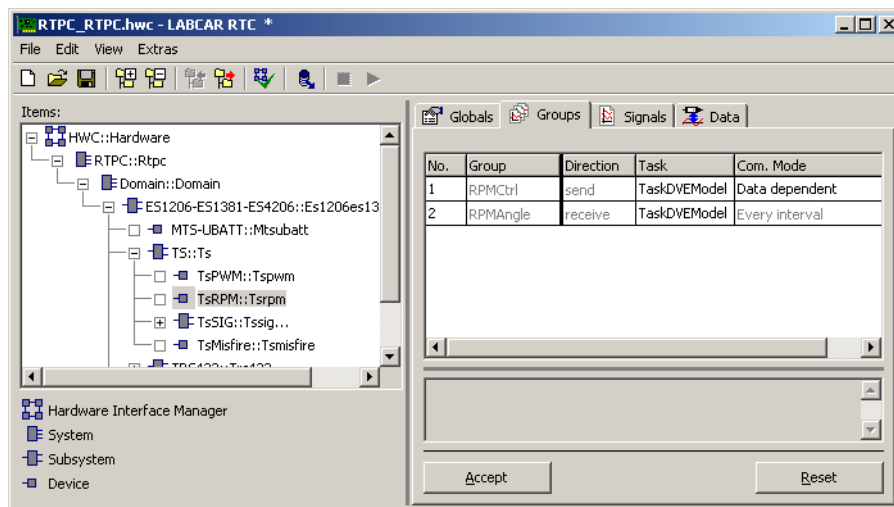 RTPC_RTPC.hwc - LABCAR RTC *
File Edit View Extras
Items:
HWC::Hardware
RTPC::Rtpc
Domain::Domain
ES1206-ES1381-ES4206::Es1206es13
MTS-UBATT::Mtsubatt
TS::Ts
TsPWM::Tspwm
TsRPM::Tsrpm
TsSIG::Tssig...
TsMisfire::Tsmisfire
Hardware Interface Manager
System
Subsystem
Device
Globals Groups Signals Data
No. Group Direction Task Com. Mode
1 RPMCtrl send TaskDVEModel Data dependent
2 RPMAngle receive TaskDVEModel Every interval
Accept Reset